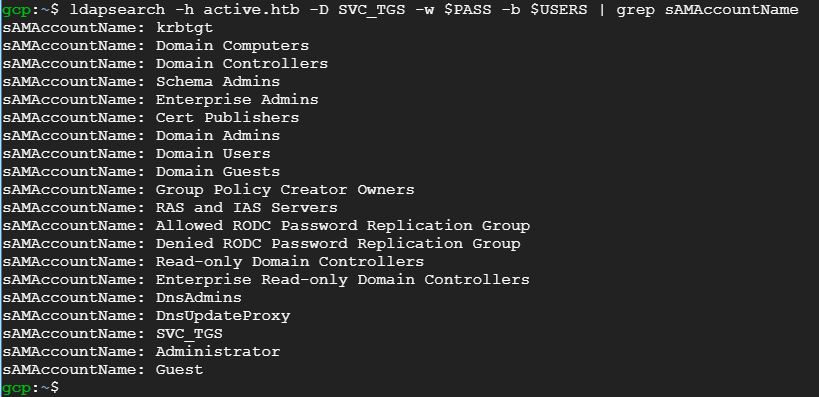 gcp:~$ ldapsearch -h active.htb -D SVC_TGS -w $PASS -b $USERS | grep sAMAccountName
sAMAccountName: krbtgt
sAMAccountName: Domain Computers
sAMAccountName: Domain Controllers
sAMAccountName: Schema Admins
sAMAccountName: Enterprise Admins
sAMAccountName: Cert Publishers
sAMAccountName: Domain Admins
sAMAccountName: Domain Users
sAMAccountName: Domain Guests
sAMAccountName: Group Policy Creator Owners
sAMAccountName: RAS and IAS Servers
sAMAccountName: Allowed RODC Password Replication Group
sAMAccountName: Denied RODC Password Replication Group
sAMAccountName: Read-only Domain Controllers
sAMAccountName: Enterprise Read-only Domain Controllers
sAMAccountName: DnsAdmins
sAMAccountName: DnsUpdateProxy
sAMAccountName: SVC_TGS
sAMAccountName: Administrator
sAMAccountName: Guest
gcp:~$